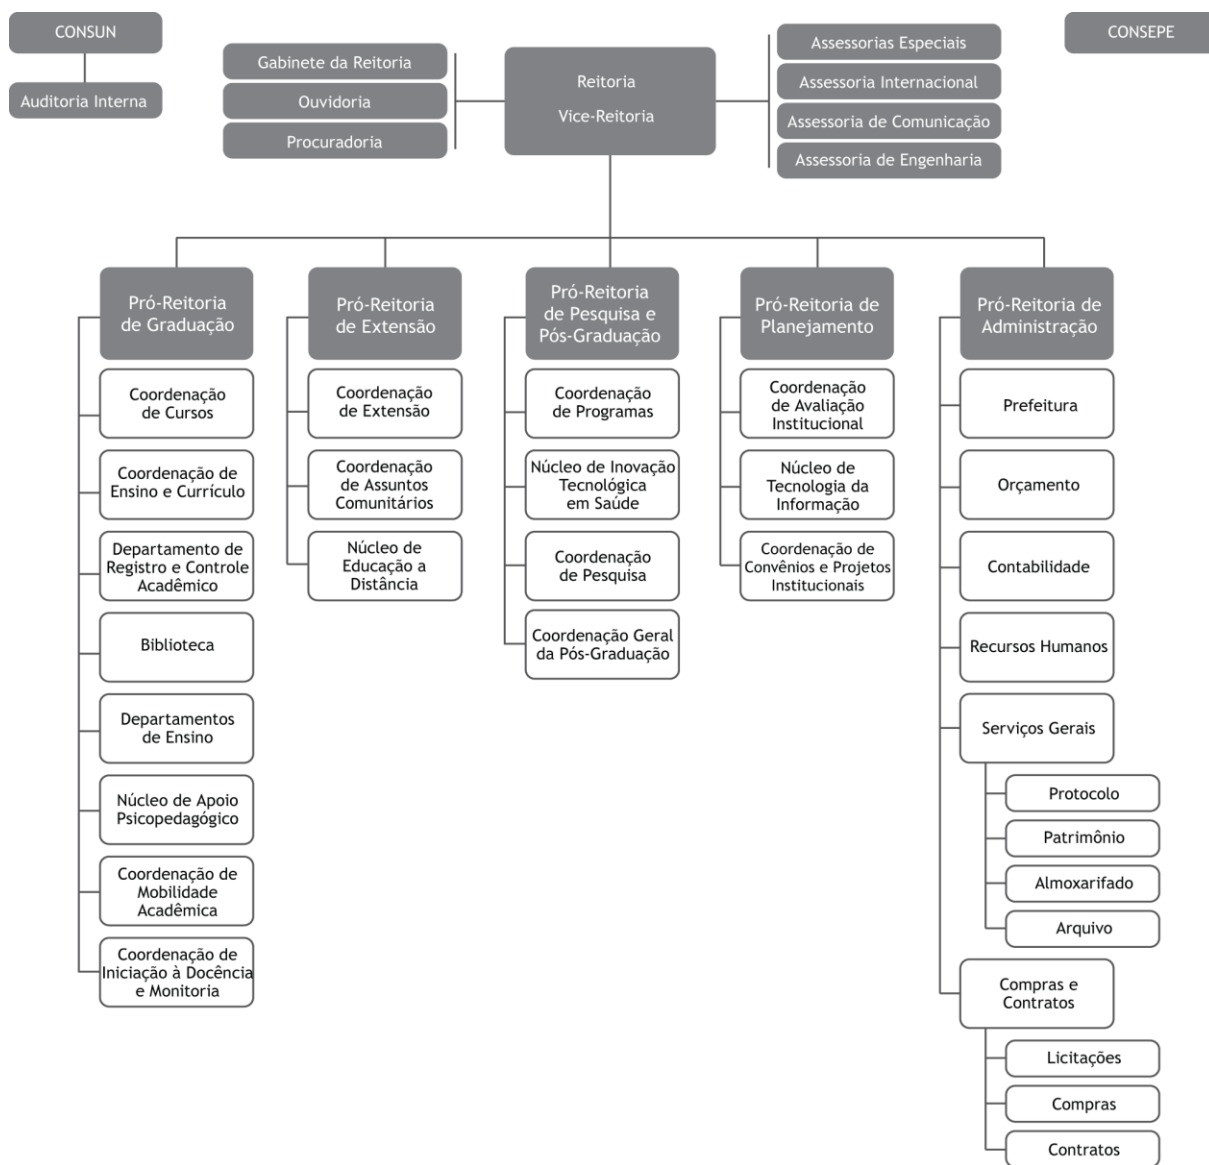 CONSUN
Auditoria Interna
Gabinete da Reitoria
Ouvidoria
Procuradoria
Reitoria
Vice-Reitoria
Assessorias Especiais
Assessoria Internacional
Assessoria de Comunicação
Assessoria de Engenharia
CONSEPE
Pró-Reitoria
de Graduação
Coordenação
de Cursos
Coordenação de
Ensino e Currículo
Departamento de
Registro e Controle
Acadêmico
Biblioteca
Departamentos
de Ensino
Núcleo de Apoio
Psicopedagógico
Coordenação de
Mobilidade
Acadêmica
Coordenação de
Iniciação à Docência
e Monitoria
Pró-Reitoria
de Extensão
Coordenação
de Extensão
Coordenação
de Assuntos
Comunitários
Núcleo de
Educação a
Distância
Pró-Reitoria
de Pesquisa e
Pós-Graduação
Coordenação
de Programas
Núcleo de Inovação
Tecnológica
em Saúde
Coordenação
de Pesquisa
Coordenação Geral
da Pós-Graduação
Pró-Reitoria de
Planejamento
Coordenação
de Avaliação
Institucional
Núcleo de
Tecnologia da
Informação
Coordenação de
Convênios e Projetos
Institucionais
Pró-Reitoria de
Administração
Prefeitura
Orçamento
Contabilidade
Recursos Humanos
Serviços Gerais
Protocolo
Patrimônio
Almoxarifado
Arquivo
Compras e
Contratos
Licitações
Compras
Contratos